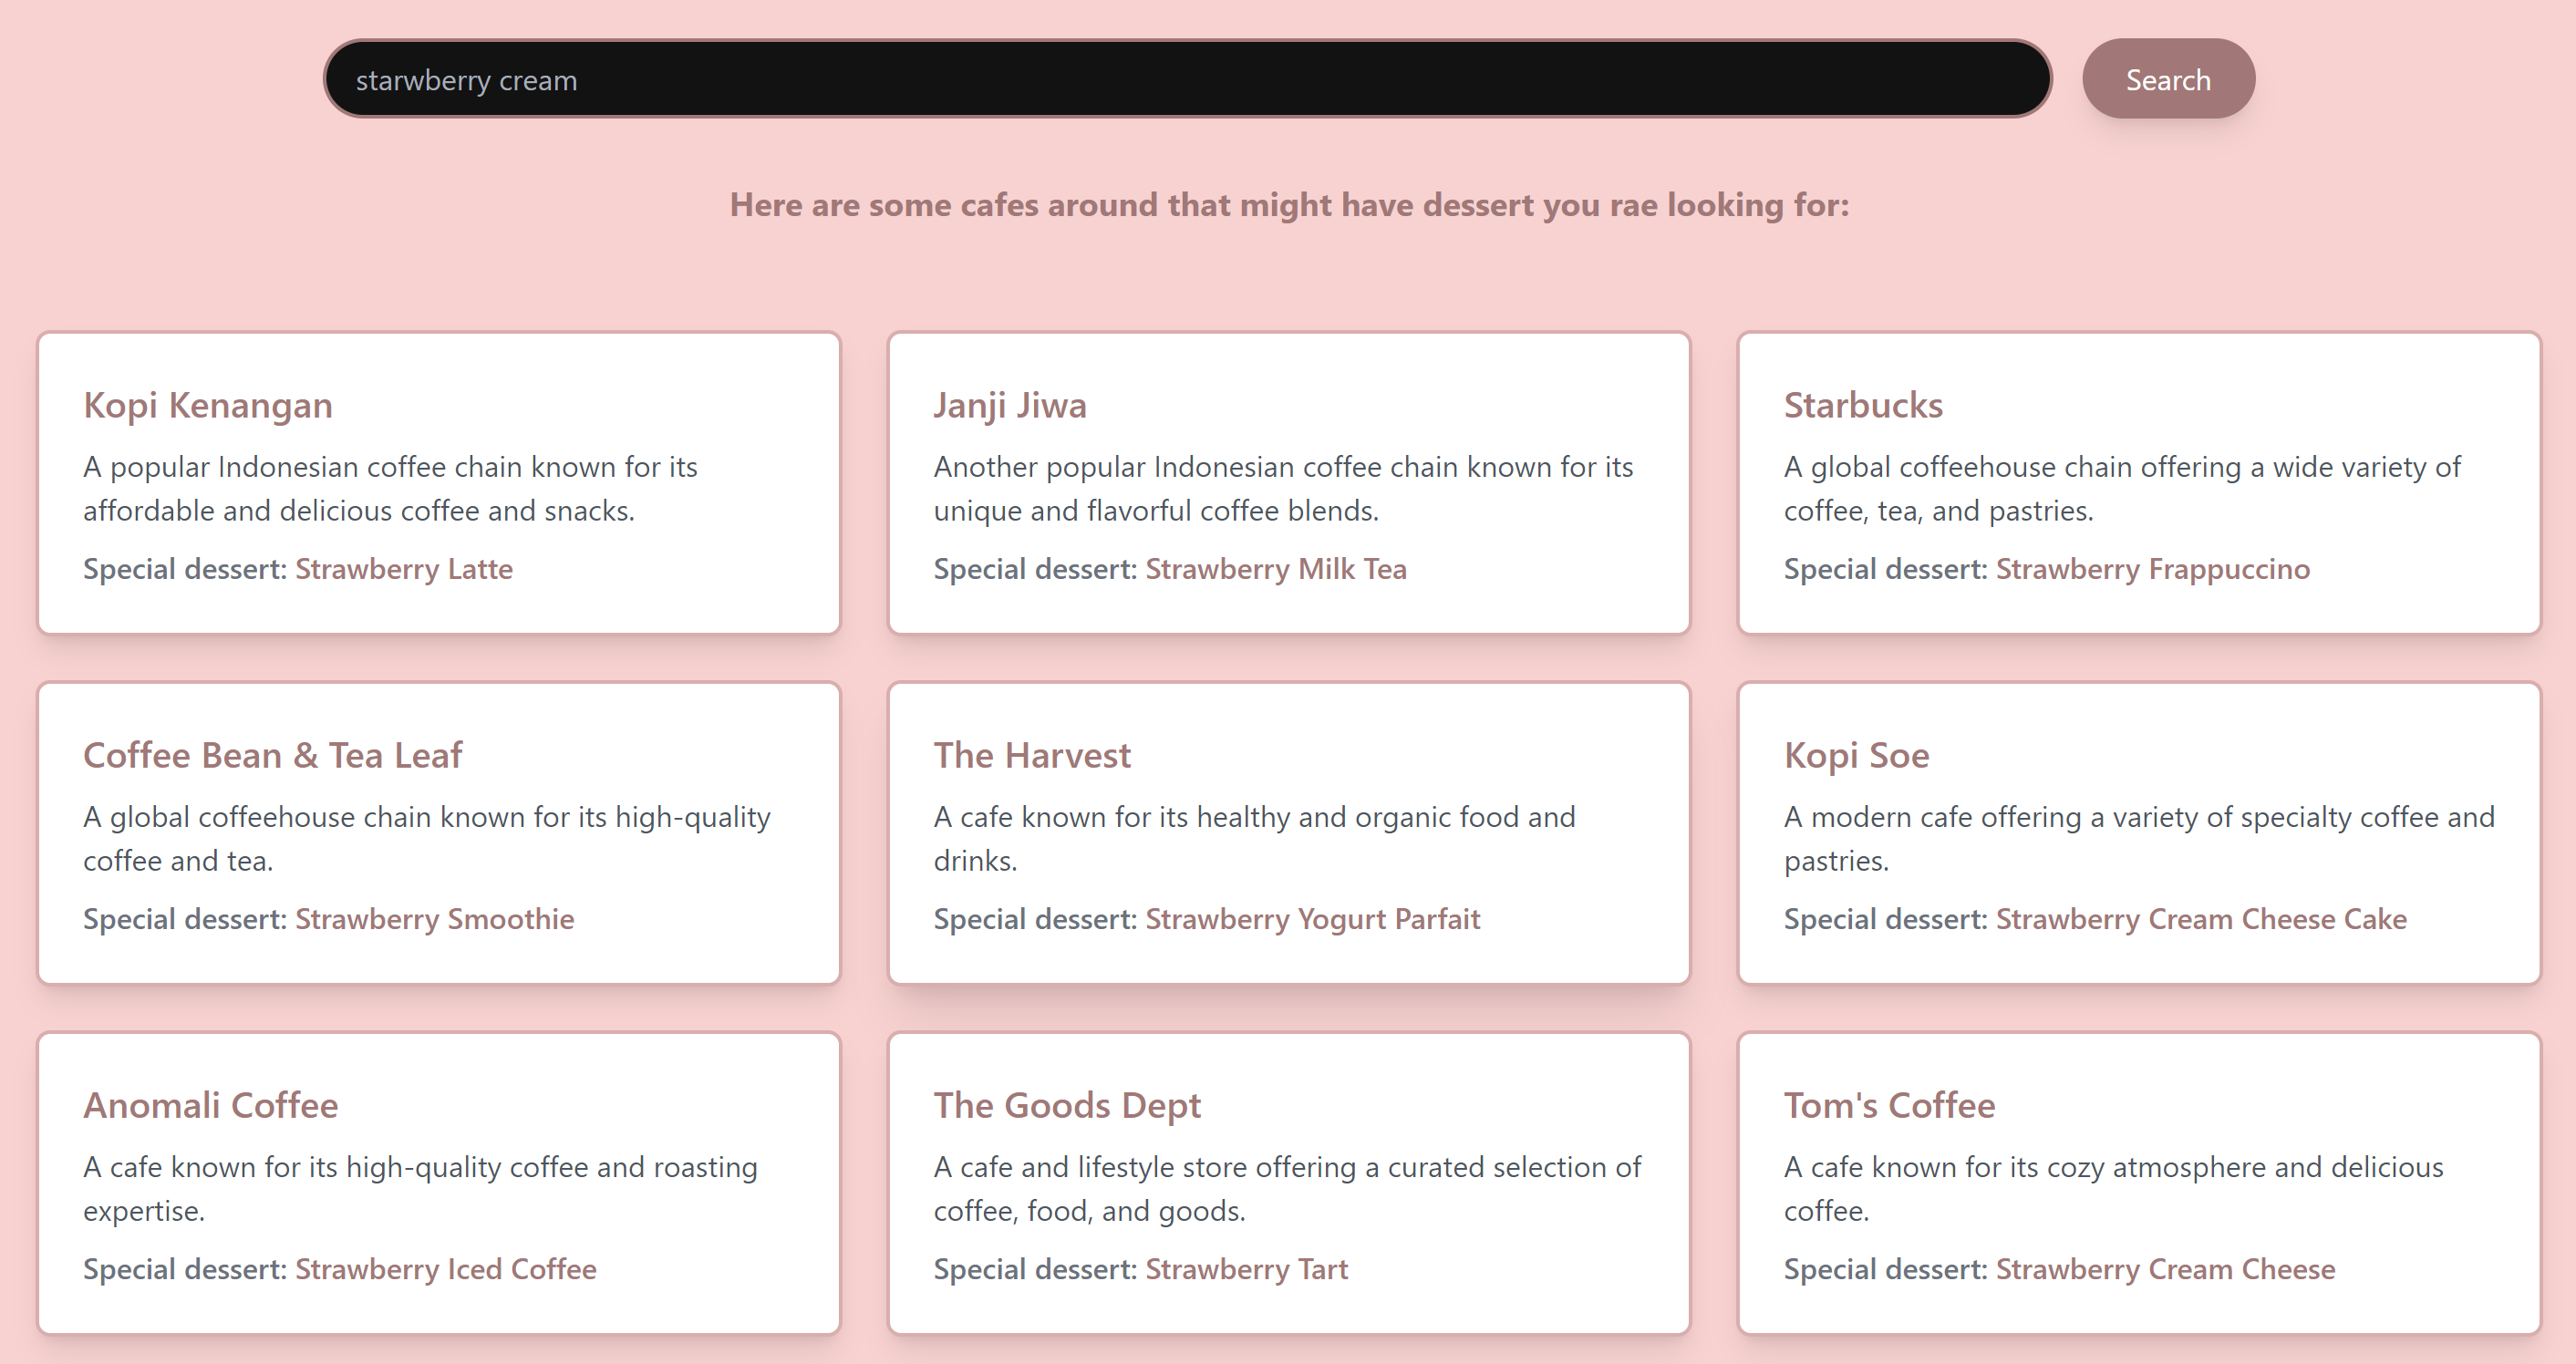 starwberry cream
Search
Here are some cafes around that might have dessert you rae looking for:
Kopi Kenangan
A popular Indonesian coffee chain known for its
affordable and delicious coffee and snacks.
Special dessert: Strawberry Latte
Janji Jiwa
Another popular Indonesian coffee chain known for its
unique and flavorful coffee blends.
Special dessert: Strawberry Milk Tea
Starbucks
A global coffeehouse chain offering a wide variety of
coffee, tea, and pastries.
Special dessert: Strawberry Frappuccino
Coffee Bean & Tea Leaf
A global coffeehouse chain known for its high-quality
coffee and tea.
Special dessert: Strawberry Smoothie
The Harvest
A cafe known for its healthy and organic food and
drinks.
Special dessert: Strawberry Yogurt Parfait
Kopi Soe
A modern cafe offering a variety of specialty coffee and
pastries.
Special dessert: Strawberry Cream Cheese Cake
Anomali Coffee
A cafe known for its high-quality coffee and roasting
expertise.
Special dessert: Strawberry Iced Coffee
The Goods Dept
A cafe and lifestyle store offering a curated selection of
coffee, food, and goods.
Special dessert: Strawberry Tart
Tom's Coffee
A cafe known for its cozy atmosphere and delicious
coffee.
Special dessert: Strawberry Cream Cheese